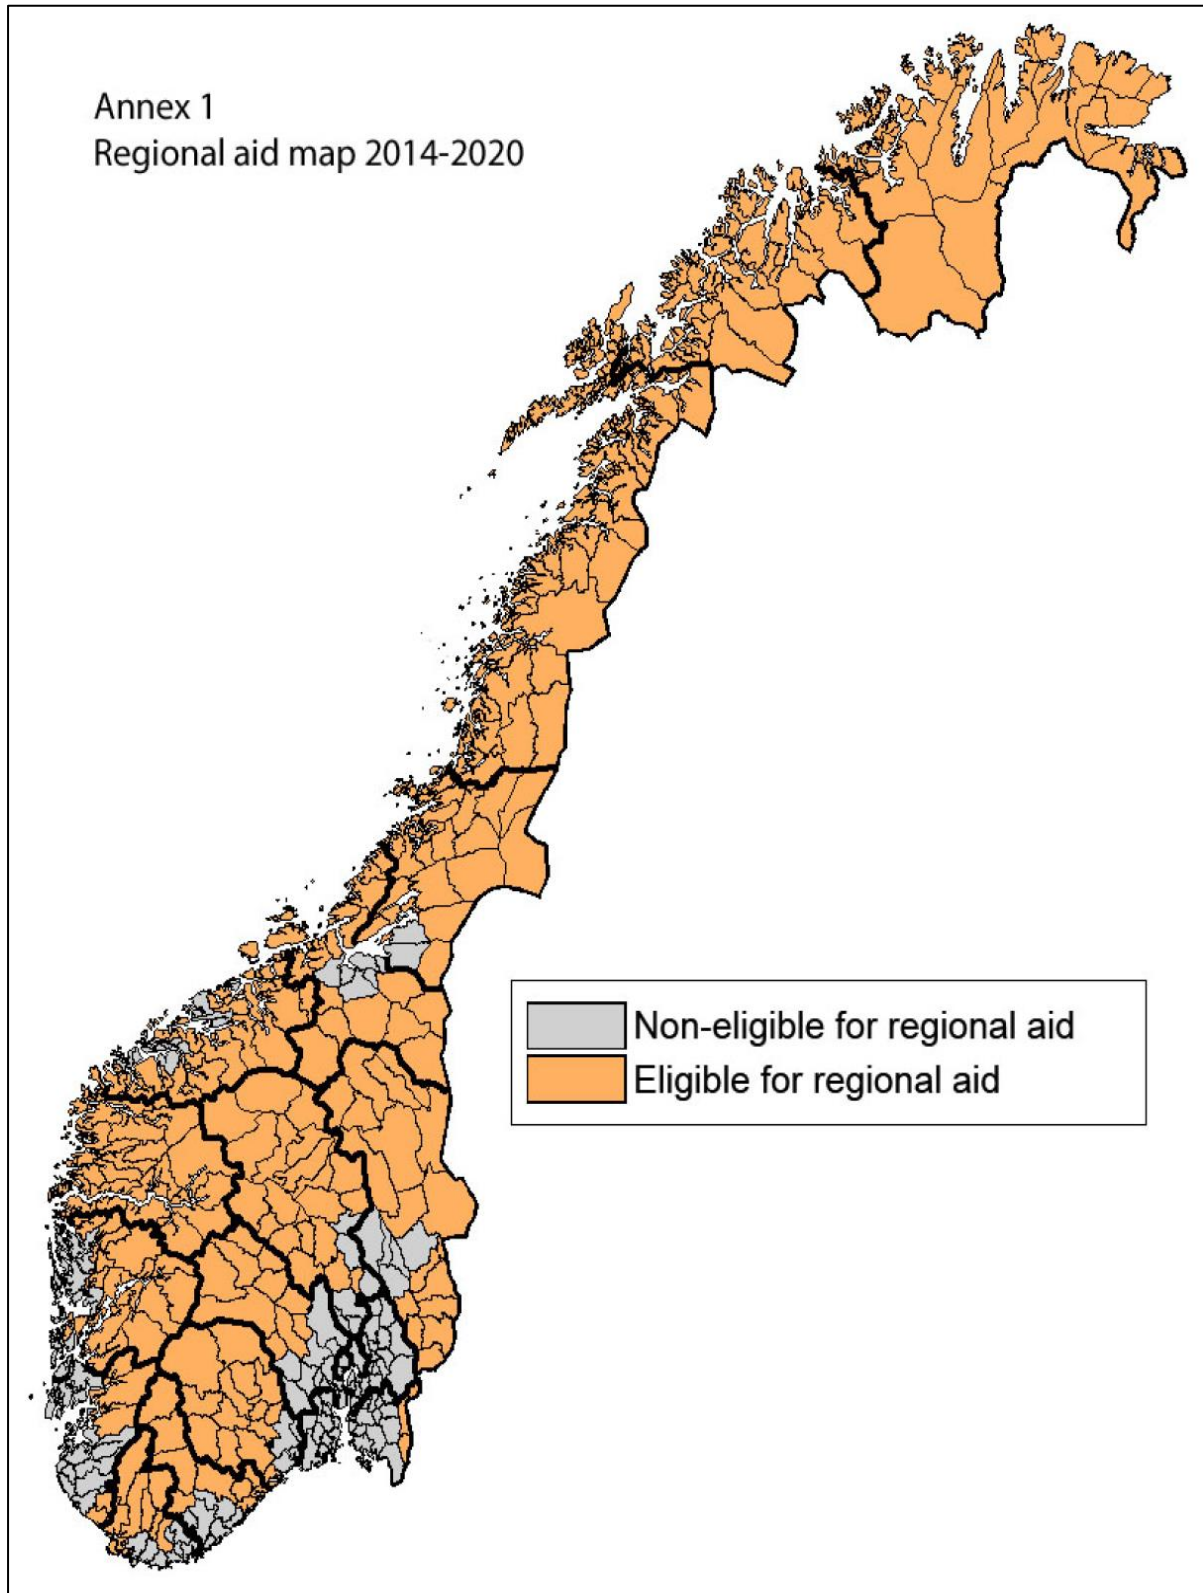 Annex 1
Regional aid map 2014-2020
Non-eligible for regional aid
Eligible for regional aid